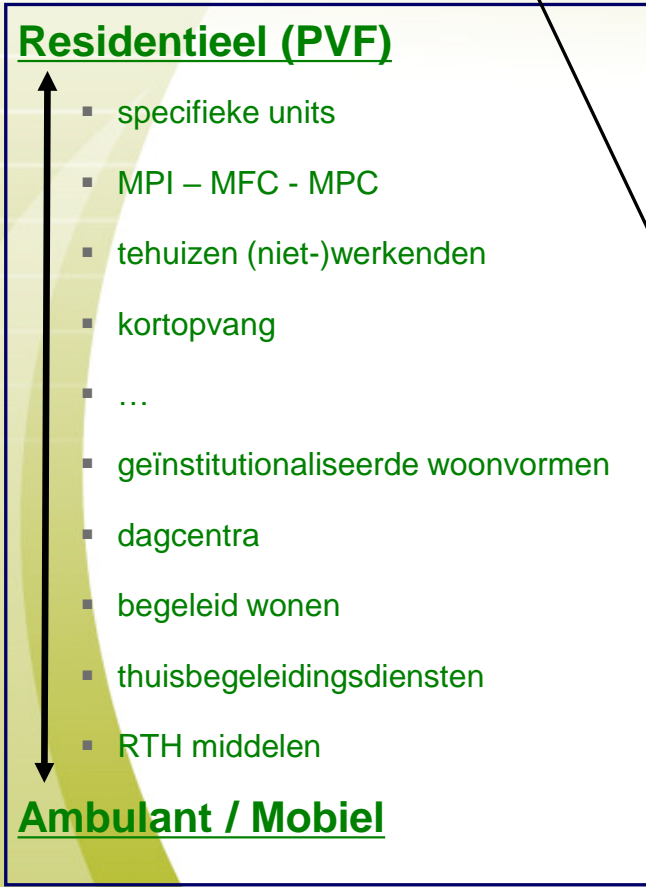 Residentieel (PVF)
▪ specifieke units
▪ MPI – MFC - MPC
▪ tehuizen (niet-)werkenden
▪ kortopvang
▪ …
▪ geïnstitutionaliseerde woonvormen
▪ dagcentra
▪ begeleid wonen
▪ thuisbegeleidingsdiensten
▪ RTH middelen
Ambulant / Mobiel